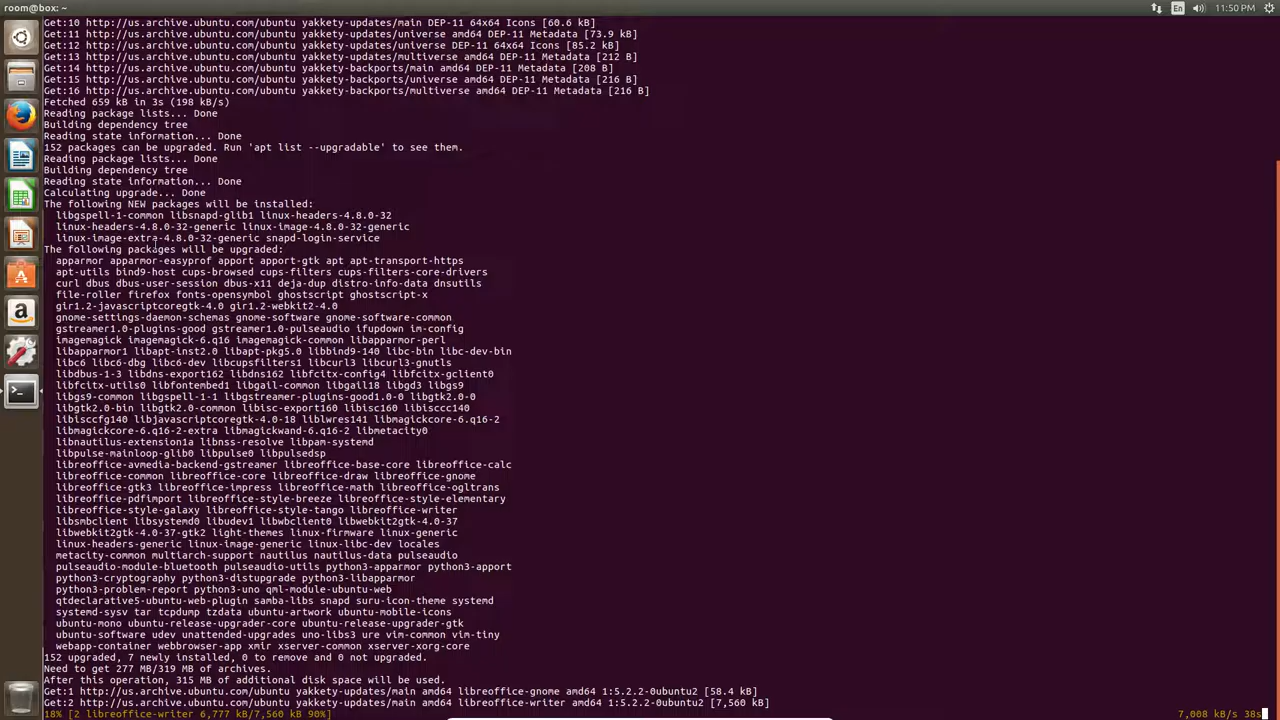 room@box: ~
En
11:50 PM
Get:10 http://us.archive.ubuntu.com/ubuntu yakkety-updates/main DEP-11 64x64 Icons [60.6 kB]
Get:11 http://us.archive.ubuntu.com/ubuntu yakkety-updates/universe amd64 DEP-11 Metadata [73.9 kB]
Get:12 http://us.archive.ubuntu.com/ubuntu yakkety-updates/universe DEP-11 64x64 Icons [85.2 kB]
Get:13 http://us.archive.ubuntu.com/ubuntu yakkety-updates/multiverse amd64 DEP-11 Metadata [212 B]
Get:14 http://us.archive.ubuntu.com/ubuntu yakkety-backports/main amd64 DEP-11 Metadata [208 B]
Get:15 http://us.archive.ubuntu.com/ubuntu yakkety-backports/universe amd64 DEP-11 Metadata [216 B]
Get:16 http://us.archive.ubuntu.com/ubuntu yakkety-backports/multiverse amd64 DEP-11 Metadata [216 B]
Fetched 659 kB in 3s (198 kB/s)
Reading package lists... Done
Building dependency tree
Reading state information... Done
152 packages can be upgraded. Run 'apt list --upgradable' to see them.
Reading package lists... Done
Building dependency tree
Reading state information... Done
Calculating upgrade... Done
The following NEW packages will be installed:
libgspell-1-common libsnapd-glib1 linux-headers-4.8.0-32
linux-headers-4.8.0-32-generic linux-image-4.8.0-32-generic
linux-image-extra-4.8.0-32-generic snapd-login-service
The following packages will be upgraded:
apparmor apparmor-easyprof apport apport-gtk apt apt-transport-https
apt-utils bind9-host cups-browsed cups-filters cups-filters-core-drivers
curl dbus dbus-user-session dbus-x11 deja-dup distro-info-data dnsutils
file-roller firefox fonts-opensymbol ghostscript ghostscript-x
gir1.2-javascriptcoregtk-4.0 gir1.2-webkit2-4.0
gnome-settings-daemon-schemas gnome-software gnome-software-common
gstreamer1.0-plugins-good gstreamer1.0-pulseaudio ifupdown im-config
imagemagick imagemagick-6.q16 imagemagick-common libapparmor-perl
libapparmor1 libapt-inst2.0 libapt-pkg5.0 libbind9-140 libc-bin libc-dev-bin
libc6 libc6-dbg libc6-dev libcupsfilters1 libcurl3 libcurl3-gnutls
libdbus-1-3 libdns-export162 libdns162 libfcitx-config4 libfcitx-gclient0
libfcitx-utils0 libfontembed1 libgail-common libgail18 libgd3 libgs9
libgs9-common libgspell-1-1 libgstreamer-plugins-good1.0-0 libgtk2.0-0
libgtk2.0-bin libgtk2.0-common libisc-export160 libisc160 libisccc140
libisccfg140 libjavascriptcoregtk-4.0-18 liblwres141 libmagickcore-6.q16-2
libmagickcore-6.q16-2-extra libmagickwand-6.q16-2 libmetacity0
libnautilus-extension1a libnss-resolve libpam-systemd
libpulse-mainloop-glib0 libpulse0 libpulsedsp
libreoffice-avmedia-backend-gstreamer libreoffice-base-core libreoffice-calc
libreoffice-common libreoffice-core libreoffice-draw libreoffice-gnome
libreoffice-gtk3 libreoffice-impress libreoffice-math libreoffice-ogltrans
libreoffice-pdfimport libreoffice-style-breeze libreoffice-style-elementary
libreoffice-style-galaxy libreoffice-style-tango libreoffice-writer
libsmbclient libsystemd0 libudev1 libwbclient0 libwebkit2gtk-4.0-37
libwebkit2gtk-4.0-37-gtk2 light-themes linux-firmware linux-generic
linux-headers-generic linux-image-generic linux-libc-dev locales
metacity-common multiarch-support nautilus nautilus-data pulseaudio
pulseaudio-module-bluetooth pulseaudio-utils python3-apparmor python3-apport
python3-cryptography python3-distupgrade python3-libapparmor
python3-problem-report python3-uno qml-module-ubuntu-web
qtdeclarative5-ubuntu-web-plugin samba-libs snapd suru-icon-theme systemd
systemd-sysv tar tcpdump tzdata ubuntu-artwork ubuntu-mobile-icons
ubuntu-mono ubuntu-release-upgrader-core ubuntu-release-upgrader-gtk
ubuntu-software udev unattended-upgrades uno-libs3 ure vim-common vim-tiny
webapp-container webbrowser-app xmir xserver-common xserver-xorg-core
152 upgraded, 7 newly installed, 0 to remove and 0 not upgraded.
Need to get 277 MB/319 MB of archives.
After this operation, 315 MB of additional disk space will be used.
Get:1 http://us.archive.ubuntu.com/ubuntu yakkety-updates/main amd64 libreoffice-gnome amd64 1:5.2.2-0ubuntu2 [58.4 kB]
Get:2 http://us.archive.ubuntu.com/ubuntu yakkety-updates/main amd64 libreoffice-writer amd64 1:5.2.2-0ubuntu2 [7,560 kB]
18% [2 libreoffice-writer 6,777 kB/7,560 kB 90%] 7,008 kB/s 38s